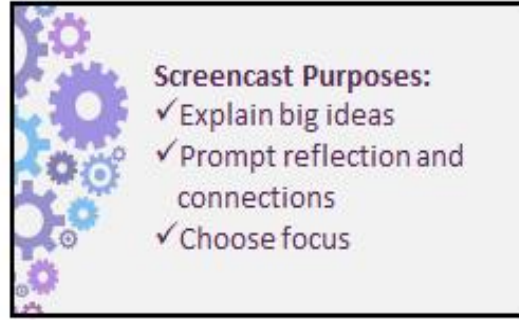 Screencast Purposes:
✓Explain big ideas
✓Prompt reflection and
connections
✓Choose focus